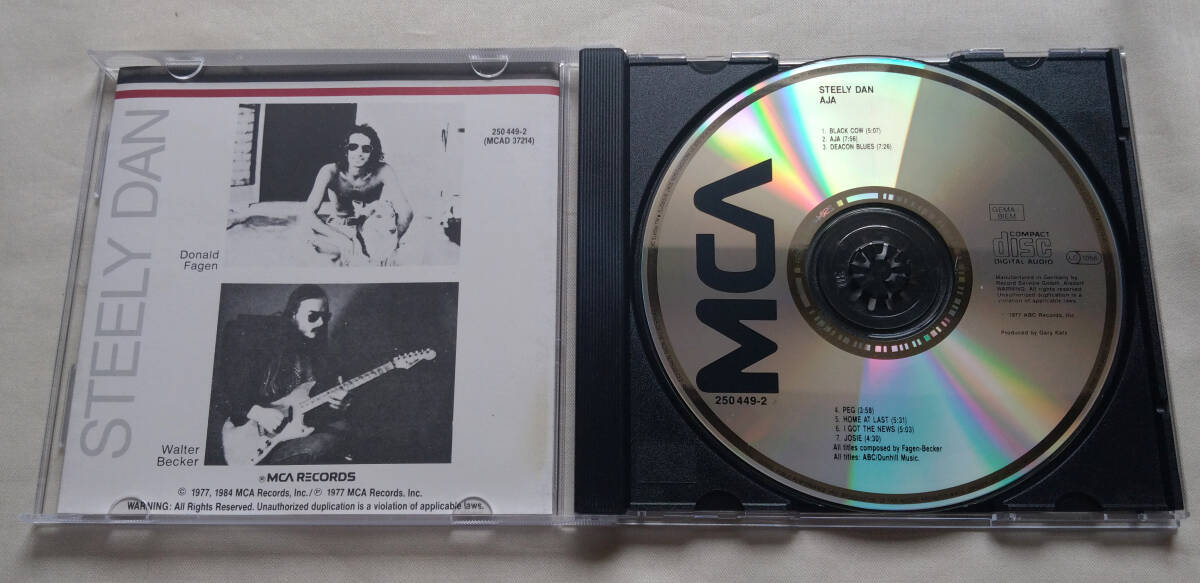 STEELY DAN
250 449-2
(MCAD 37214)
Donald
Fagen
Walter
Becker
MCA RECORDS
© 1977, 1984 MCA Records, Inc./℗ 1977 MCA Records. Inc.
WARNING: All Rights Reserved. Unauthorized duplication is a violation of applicable laws.
STEELY DAN
AJA
1. BLACK COW (5:07)
2. AJA (7:56)
3. DEACON BLUES (7:26)
MCA
250 449-2
GEMA
BIEM
COMPACT
disc
DIGITAL AUDIO
Manufactured in Germany by
Record Service GmbH, Alsdorf
WARNING: All rights reserved.
Unauthorized duplication is a
violation of applicable laws.
1977 ABC Records, Inc.
Produced by Gary Katz
4. PEG (3:58)
5. HOME AT LAST (5:31)
6. I GOT THE NEWS (5:03)
7. JOSIE (4:30)
All titles composed by Fagen-Becker
All titles: ABC/Dunhill Music.